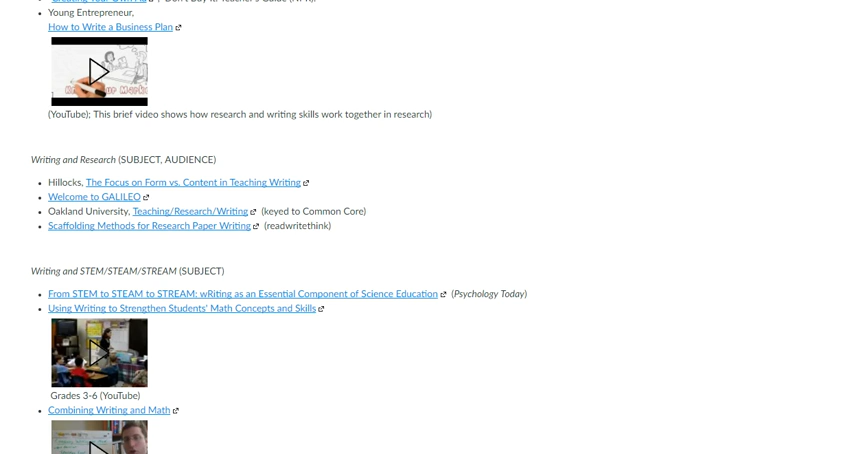 Young Entrepreneur,
How to Write a Business Plan
(YouTube); This brief video shows how research and writing skills work together in research)
Writing and Research (SUBJECT, AUDIENCE)
Hillocks, The Focus on Form vs. Content in Teaching Writing
Welcome to GALILEO
Oakland University, Teaching/Research/Writing (keyed to Common Core)
Scaffolding Methods for Research Paper Writing (readwritethink)
Writing and STEM/STEAM/STREAM (SUBJECT)
From STEM to STEAM to STREAM: wRiting as an Essential Component of Science Education (Psychology Today)
Using Writing to Strengthen Students' Math Concepts and Skills
Grades 3-6 (YouTube)
Combining Writing and Math